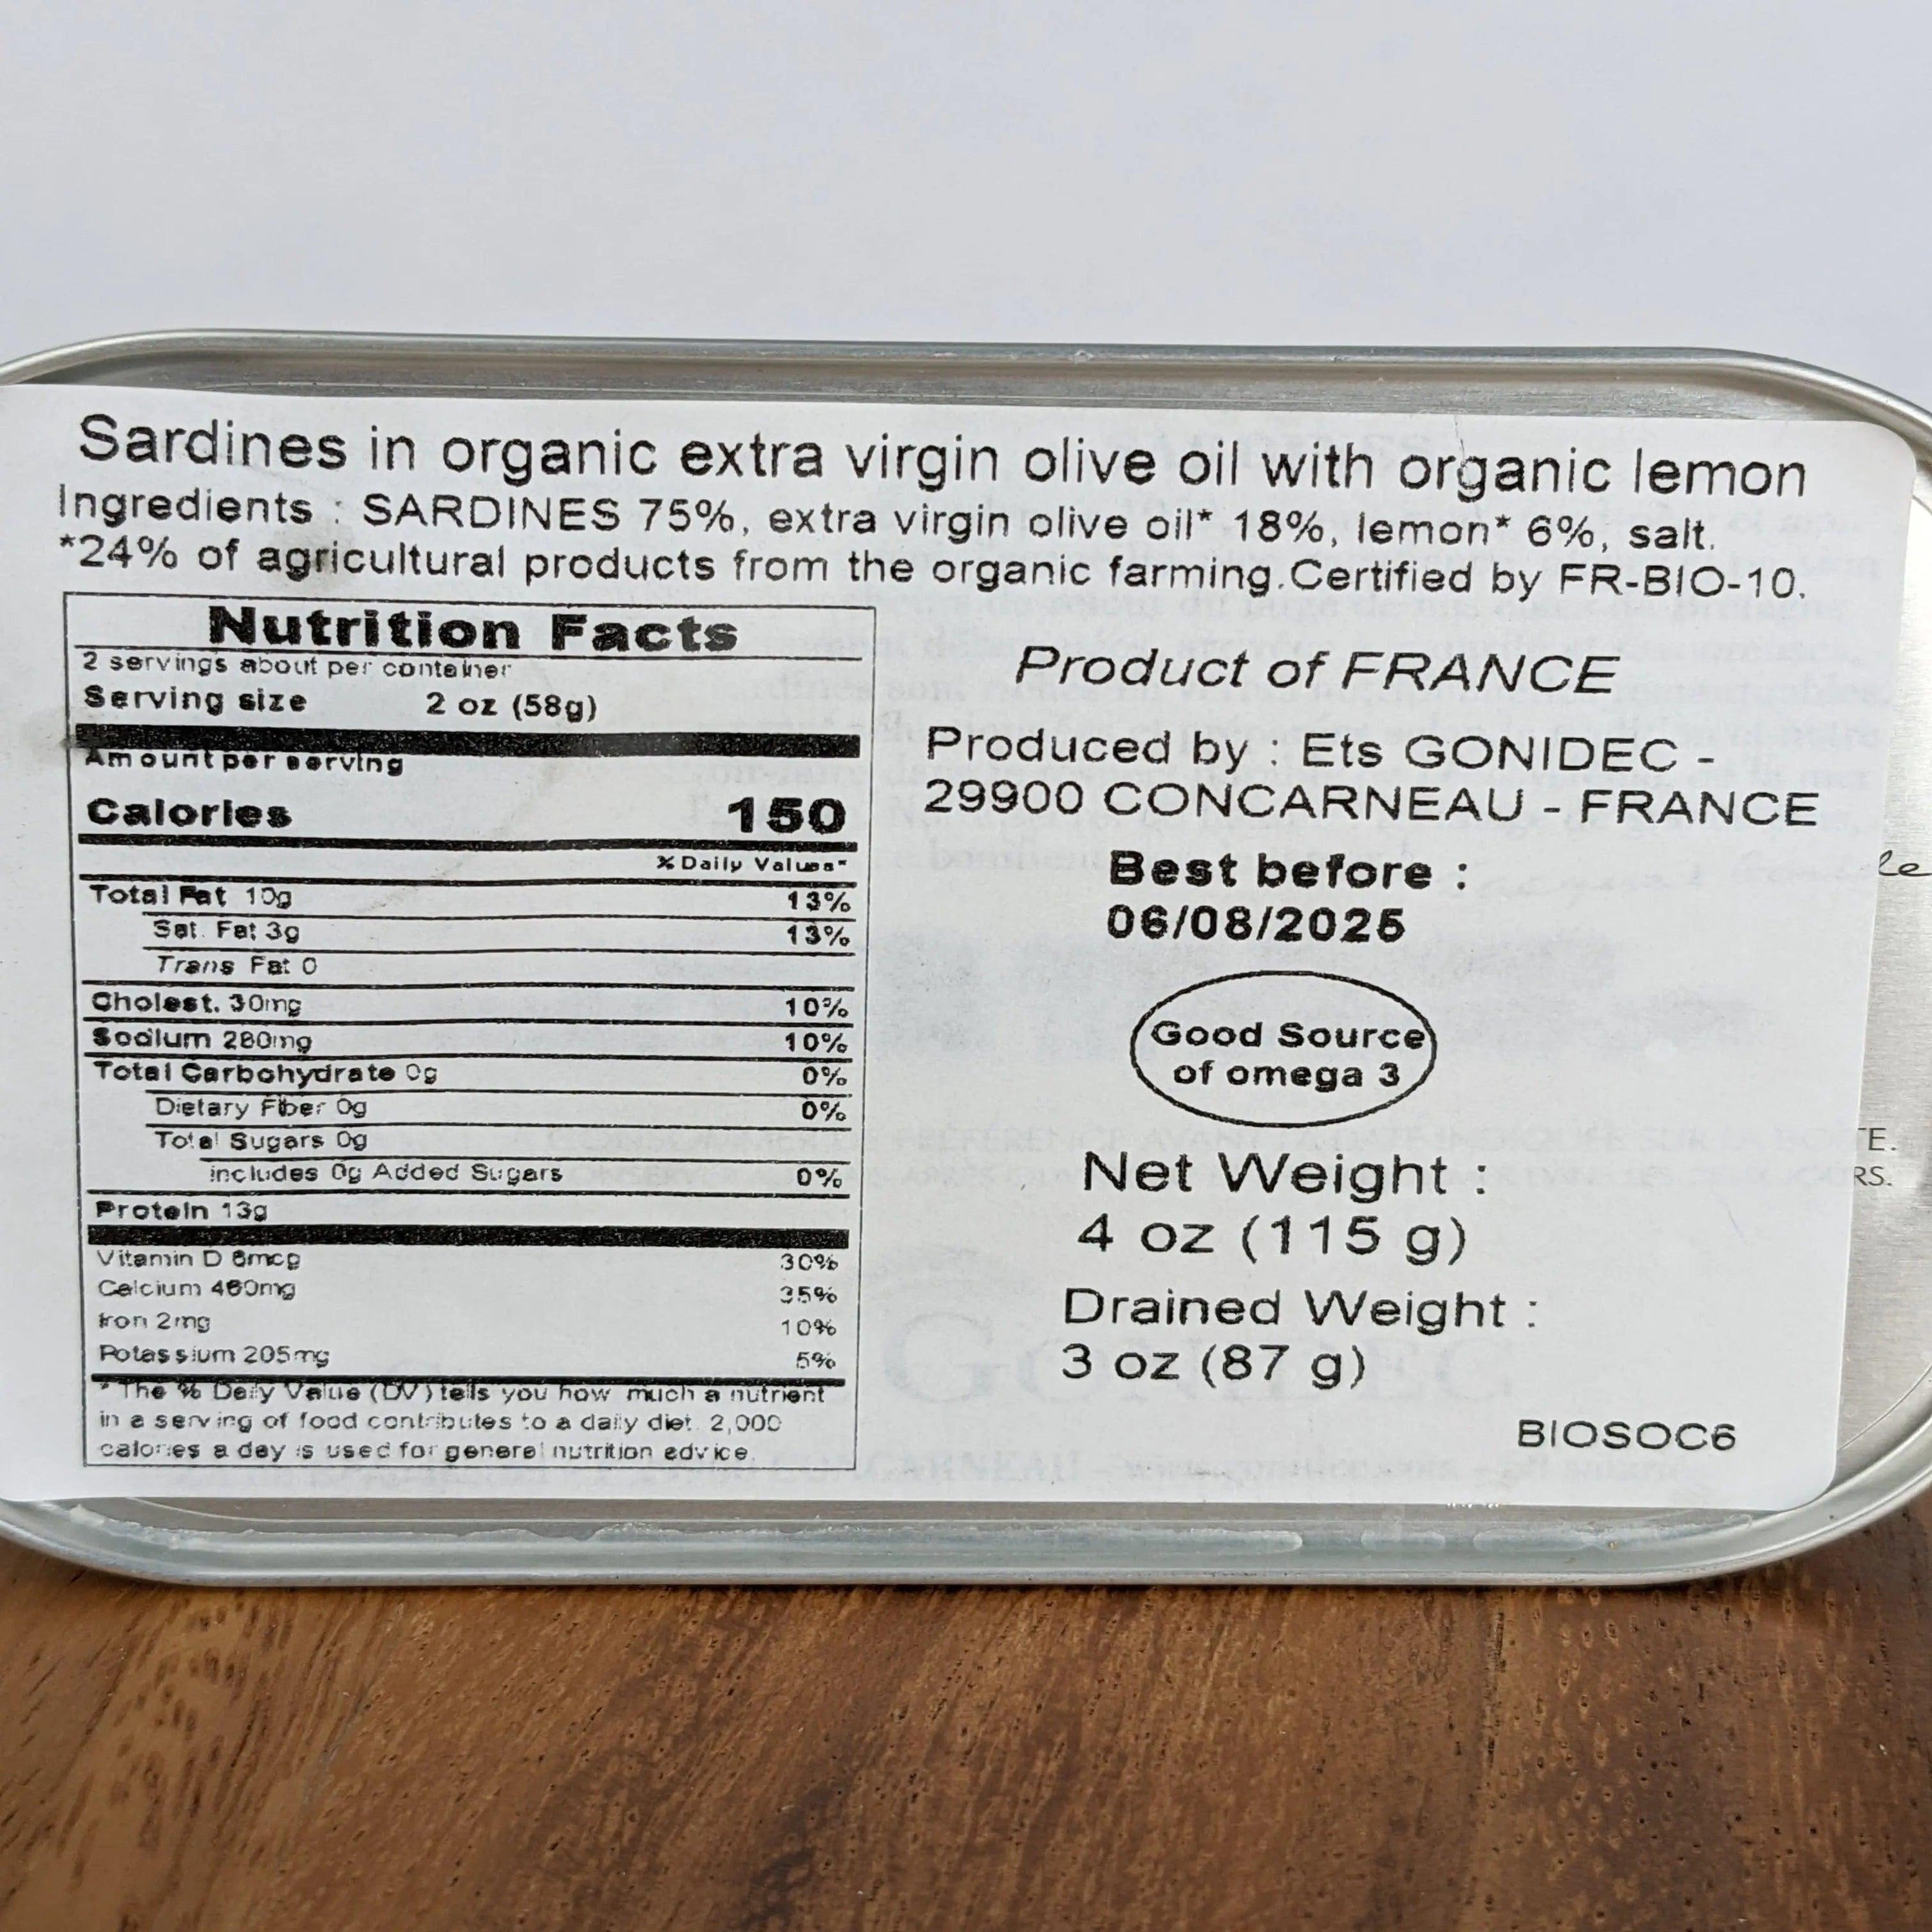 Sardines in organic extra virgin olive oil with organic lemon
Ingredients : SARDINES 75%, extra virgin olive oil* 18%, lemon* 6%, salt.
*24% of agricultural products from the organic farming.Certified by FR-BIO-10.
Nutrition Facts
2 servings about per container
Serving size 2 oz (58g)
Amount per serving
Calories 150
% Daily Values*
Total Fat 10g 13%
Sat. Fat 3g 13%
Trans Fat 0
Cholest. 30mg 10%
Sodium 280mg 10%
Total Carbohydrate 0g 0%
Dietary Fiber 0g 0%
Total Sugars 0g
includes 0g Added Sugars 0%
Protein 13g
Vitamin D 6mcg 30%
Calcium 460mg 35%
Iron 2mg 10%
Potassium 205mg 5%
* The % Daily Value (DV) tells you how much a nutrient
in a serving of food contributes to a daily diet. 2,000
calories a day is used for general nutrition advice.
Product of FRANCE
Produced by : Ets GONIDEC -
29900 CONCARNEAU - FRANCE
Best before :
06/08/2025
Good Source
of omega 3
Net Weight :
4 oz (115 g)
Drained Weight :
3 oz (87 g)
BIOSOC6